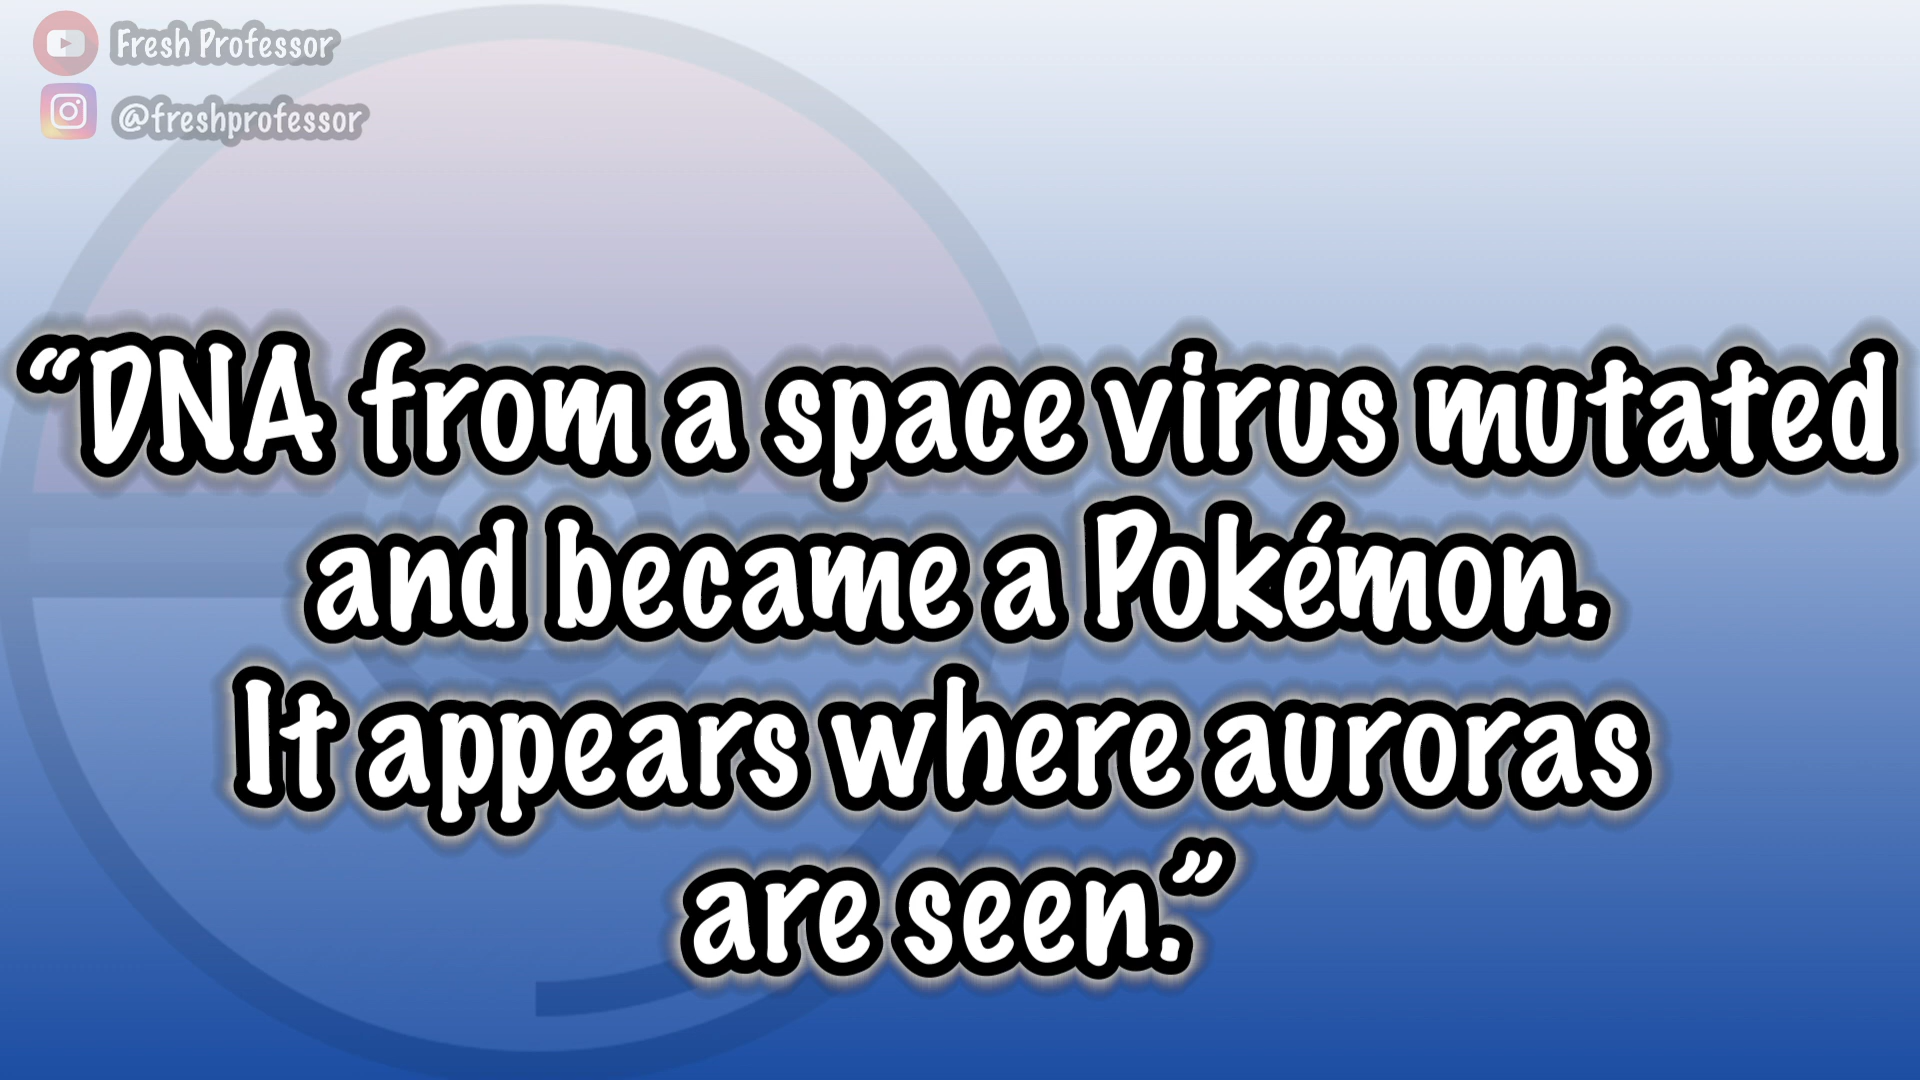 Fresh Professor
@freshprofessor
“DNA from a space virus mutated
and became a Pokémon.
It appears where auroras
are seen.”